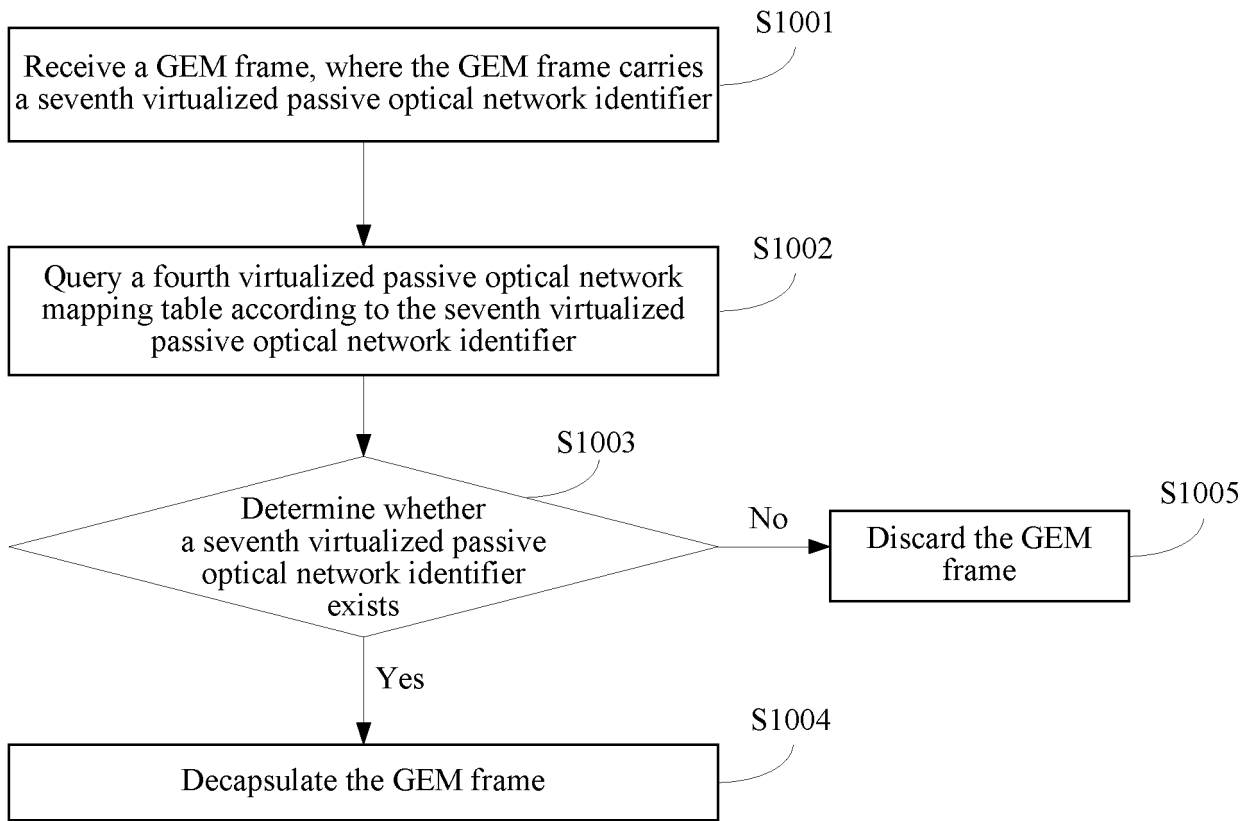 S1001
Receive a GEM frame, where the GEM frame carries
a seventh virtualized passive optical network identifier
S1002
Query a fourth virtualized passive optical network
mapping table according to the seventh virtualized
passive optical network identifier
S1003
Determine whether
a seventh virtualized passive
optical network identifier
exists
No
S1005
Discard the GEM
frame
Yes
S1004
Decapsulate the GEM frame